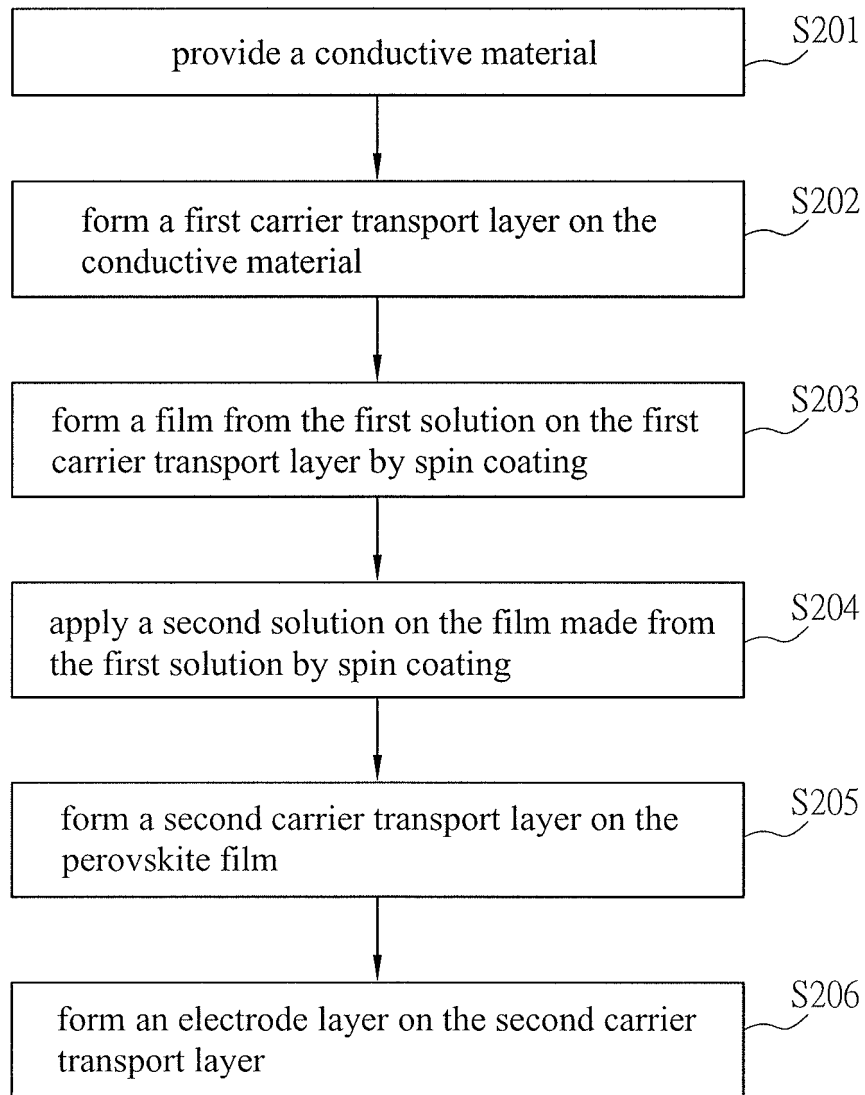 provide a conductive material
S201
form a first carrier transport layer on the
conductive material
S202
form a film from the first solution on the first
carrier transport layer by spin coating
S203
apply a second solution on the film made from
the first solution by spin coating
S204
form a second carrier transport layer on the
perovskite film
S205
form an electrode layer on the second carrier
transport layer
S206